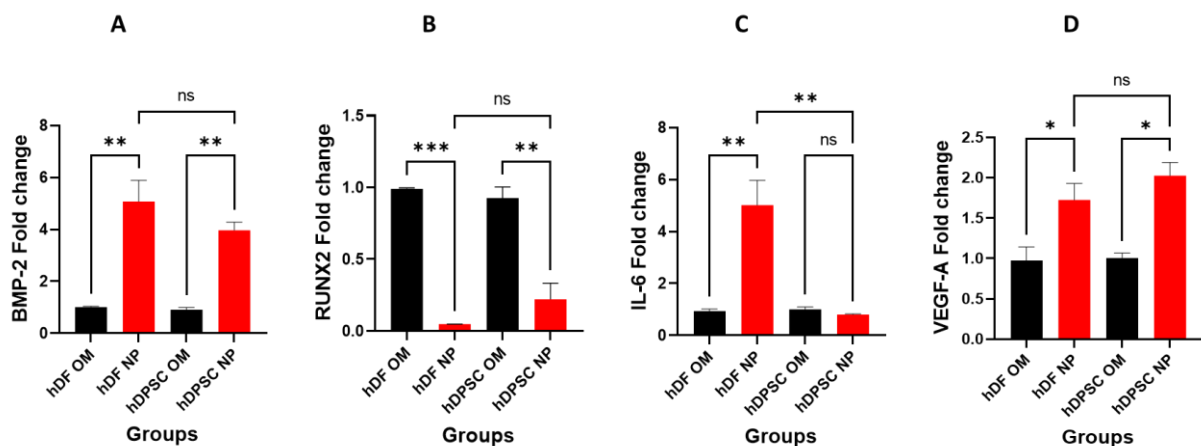 A
BMP-2 Fold change
8
6
4
2
0
**
**
ns
hDF OM
hDF NP
hDPSC OM
hDPSC NP
Groups
B
RUNX2 Fold change
1.5
1.0
0.5
0.0
***
**
ns
hDF OM
hDF NP
hDPSC OM
hDPSC NP
Groups
C
IL-6 Fold change
8
6
4
2
0
**
**
ns
hDF OM
hDF NP
hDPSC OM
hDPSC NP
Groups
D
VEGF-A Fold change
2.5
2.0
1.5
1.0
0.5
0.0
*
*
ns
hDF OM
hDF NP
hDPSC OM
hDPSC NP
Groups